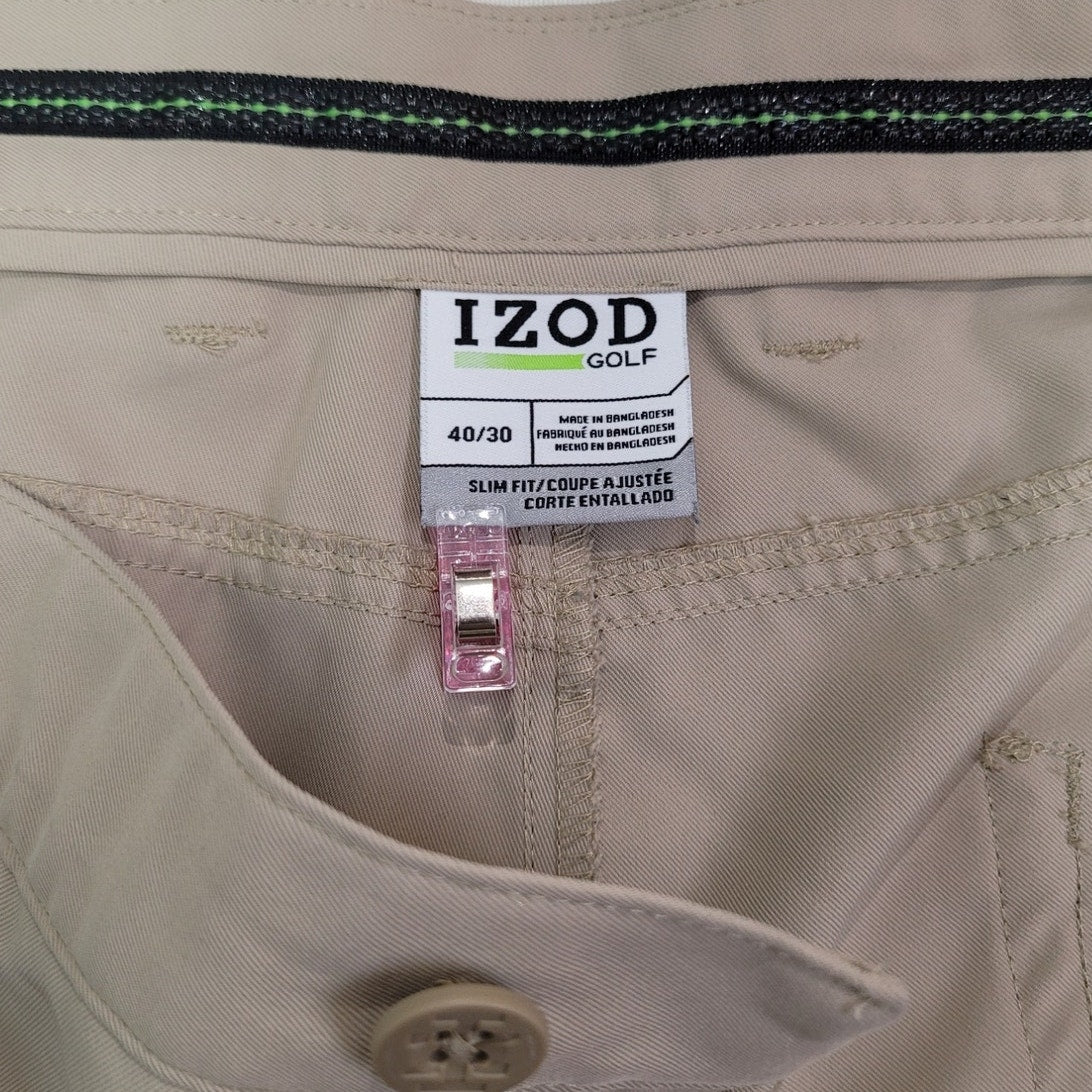 IZOD
GOLF
40/30
MADE IN BANGLADESH
FABRIQUÉ AU BANGLADESH
HECHO EN BANGLADESH
SLIM FIT/COUPE AJUSTÉE
CORTE ENTALLADO